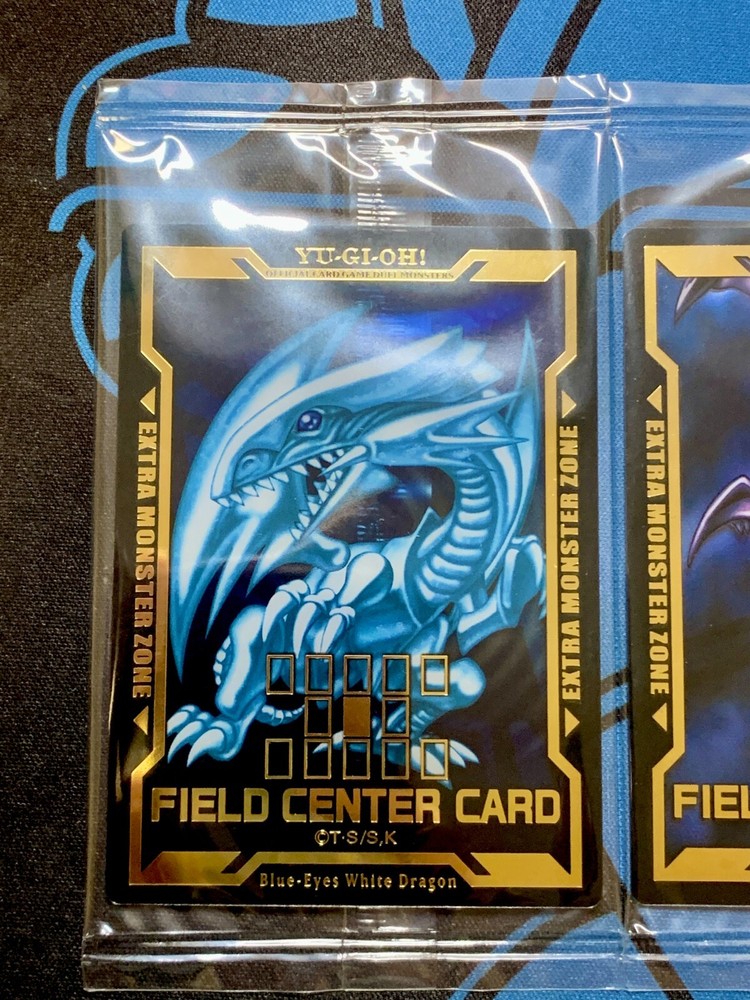 YU-GI-OH!
OFFICIAL CARD GAME DUEL MONSTERS
EXTRA MONSTER ZONE
EXTRA MONSTER ZONE
FIELD CENTER CARD
©T·S/S,K
Blue-Eyes White Dragon
EXTRA MONSTER ZONE
FIEL